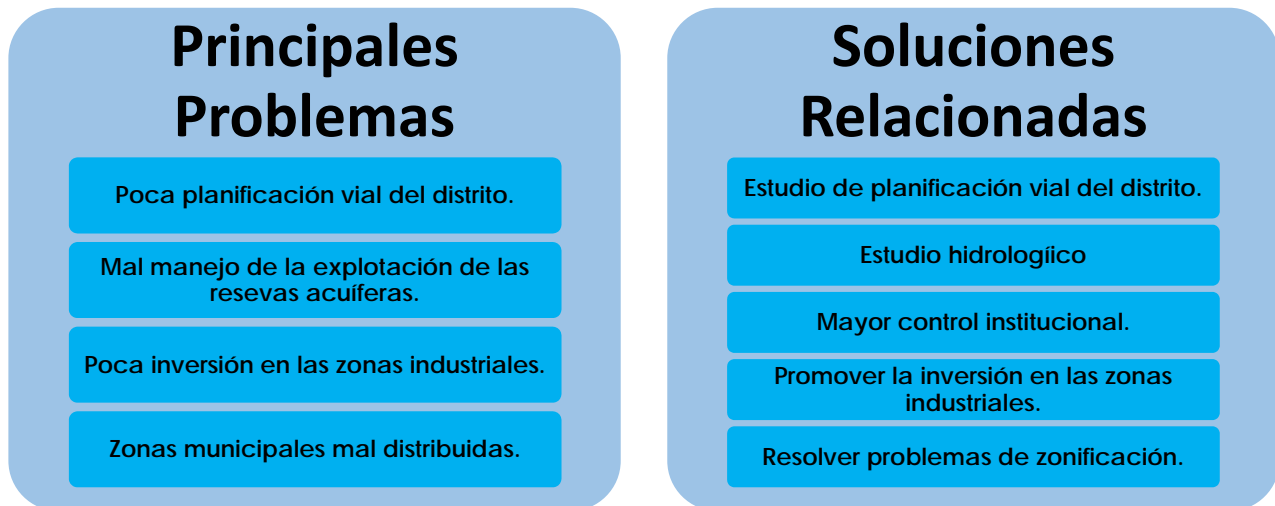 Principales
Problemas
Poca planificación vial del distrito.
Mal manejo de la explotación de las
resevas acuíferas.
Poca inversión en las zonas industriales.
Zonas municipales mal distribuidas.
Soluciones
Relacionadas
Estudio de planificación vial del distrito.
Estudio hidrologíico
Mayor control institucional.
Promover la inversión en las zonas
industriales.
Resolver problemas de zonificación.